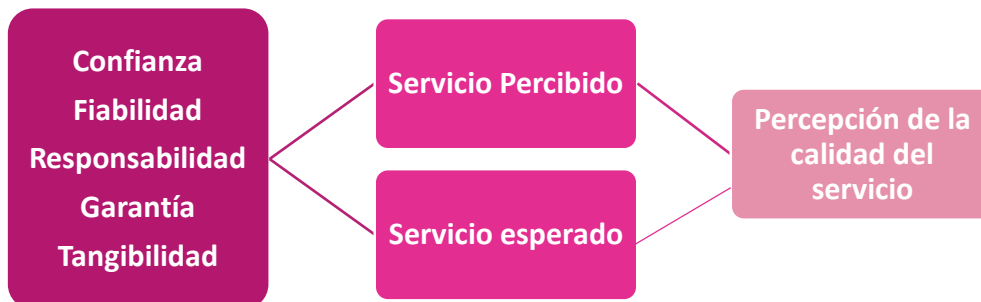 Confianza
Fiabilidad
Responsabilidad
Garantía
Tangibilidad
Servicio Percibido
Servicio esperado
Percepción de la
calidad del
servicio